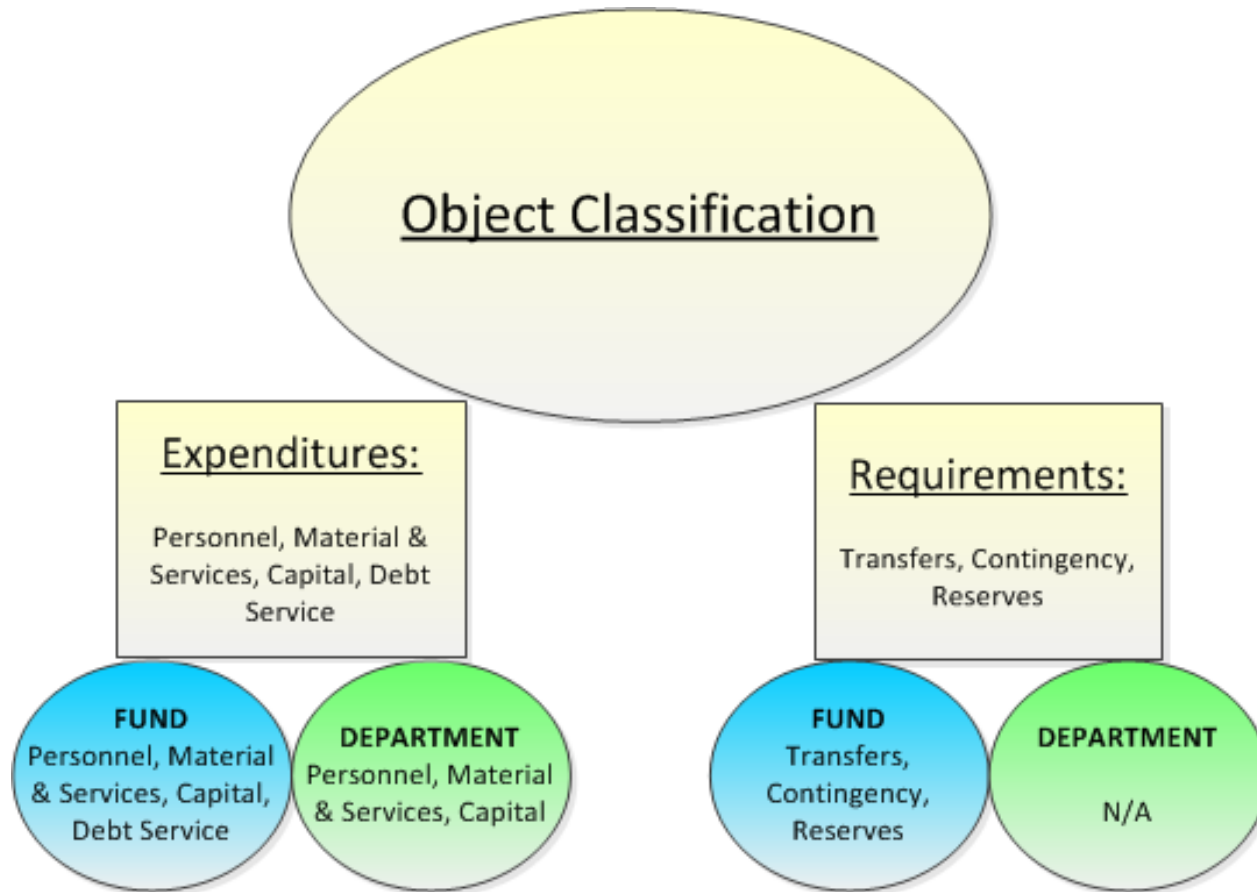 Object Classification
Expenditures:
Personnel, Material &
Services, Capital, Debt
Service
Requirements:
Transfers, Contingency,
Reserves
FUND
Personnel, Material
& Services, Capital,
Debt Service
DEPARTMENT
Personnel, Material
& Services, Capital
FUND
Transfers,
Contingency,
Reserves
DEPARTMENT
N/A